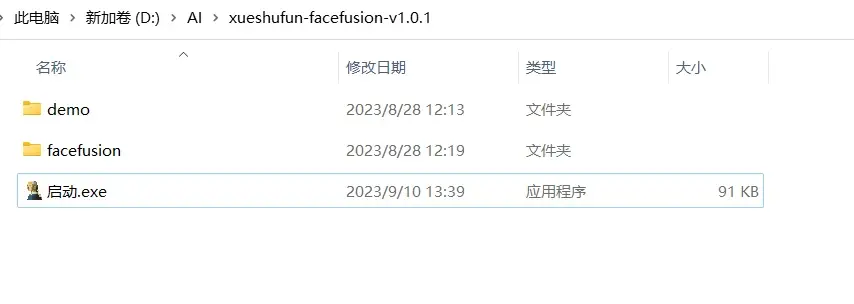 此电脑 > 新加卷 (D:) > AI > xueshufun-facefusion-v1.0.1
名称 修改日期 类型 大小
demo 2023/8/28 12:13 文件夹
facefusion 2023/8/28 12:19 文件夹
启动.exe 2023/9/10 13:39 应用程序 91 KB